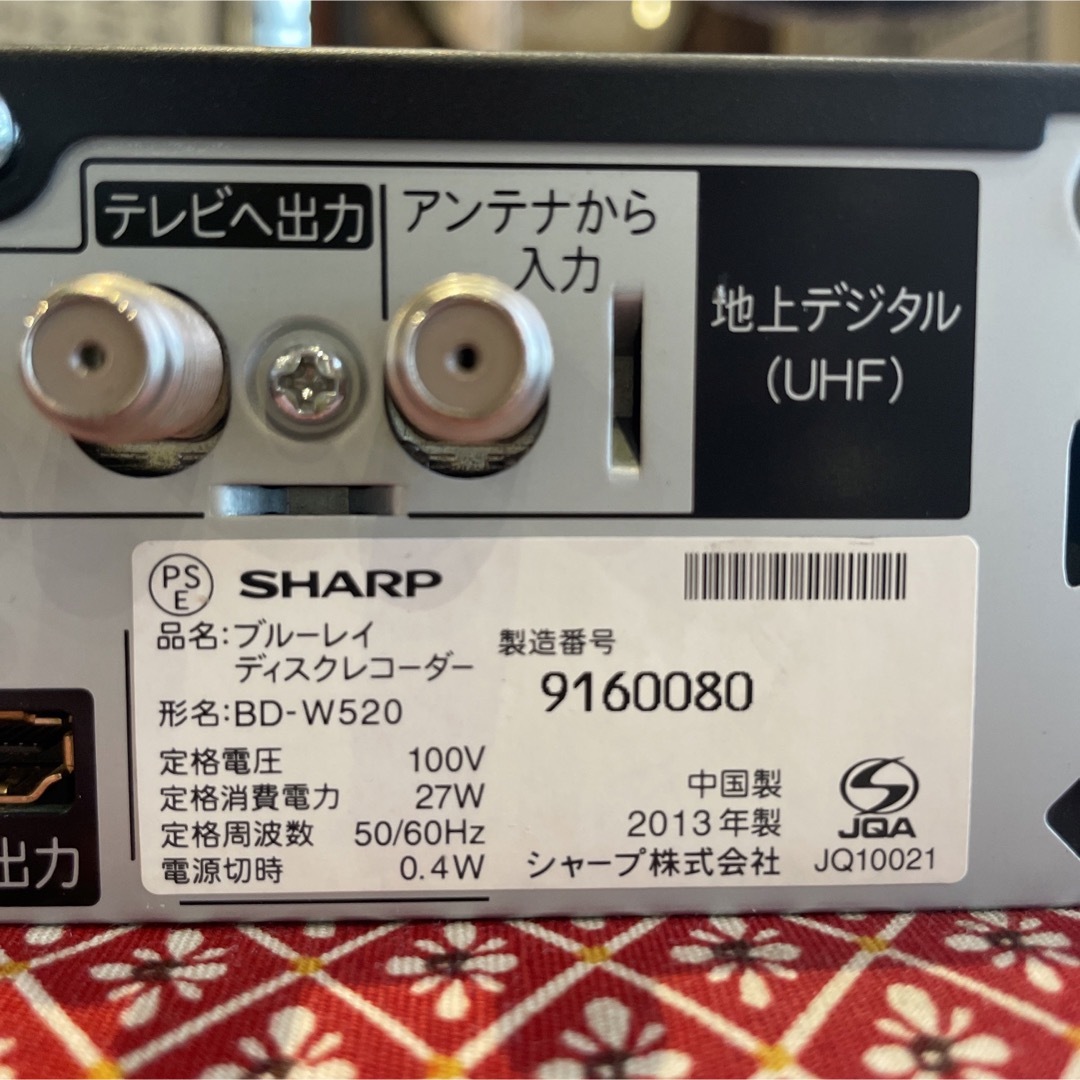 テレビへ出力
アンテナから
入力
地上デジタル
(UHF)
PS
E
SHARP
品名:ブルーレイ
ディスクレコーダー
形名:BD-W520
定格電圧 100V
定格消費電力 27W
定格周波数 50/60Hz
電源切時 0.4W
製造番号
9160080
中国製
2013年製
シャープ株式会社
JQA
JQ10021
出力